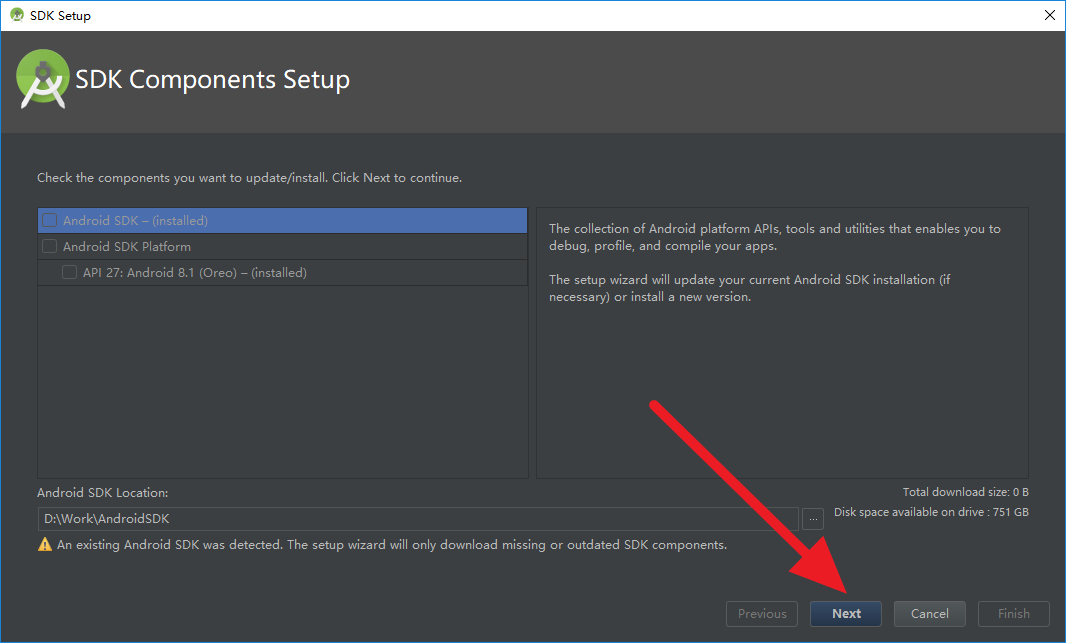 SDK Setup
SDK Components Setup
Check the components you want to update/install. Click Next to continue.
Android SDK – (installed)
Android SDK Platform
API 27: Android 8.1 (Oreo) – (installed)
The collection of Android platform APIs, tools and utilities that enables you to
debug, profile, and compile your apps.
The setup wizard will update your current Android SDK installation (if
necessary) or install a new version.
Android SDK Location:
Total download size: 0 B
D:\Work\AndroidSDK
...
Disk space available on drive : 751 GB
An existing Android SDK was detected. The setup wizard will only download missing or outdated SDK components.
Previous
Next
Cancel
Finish